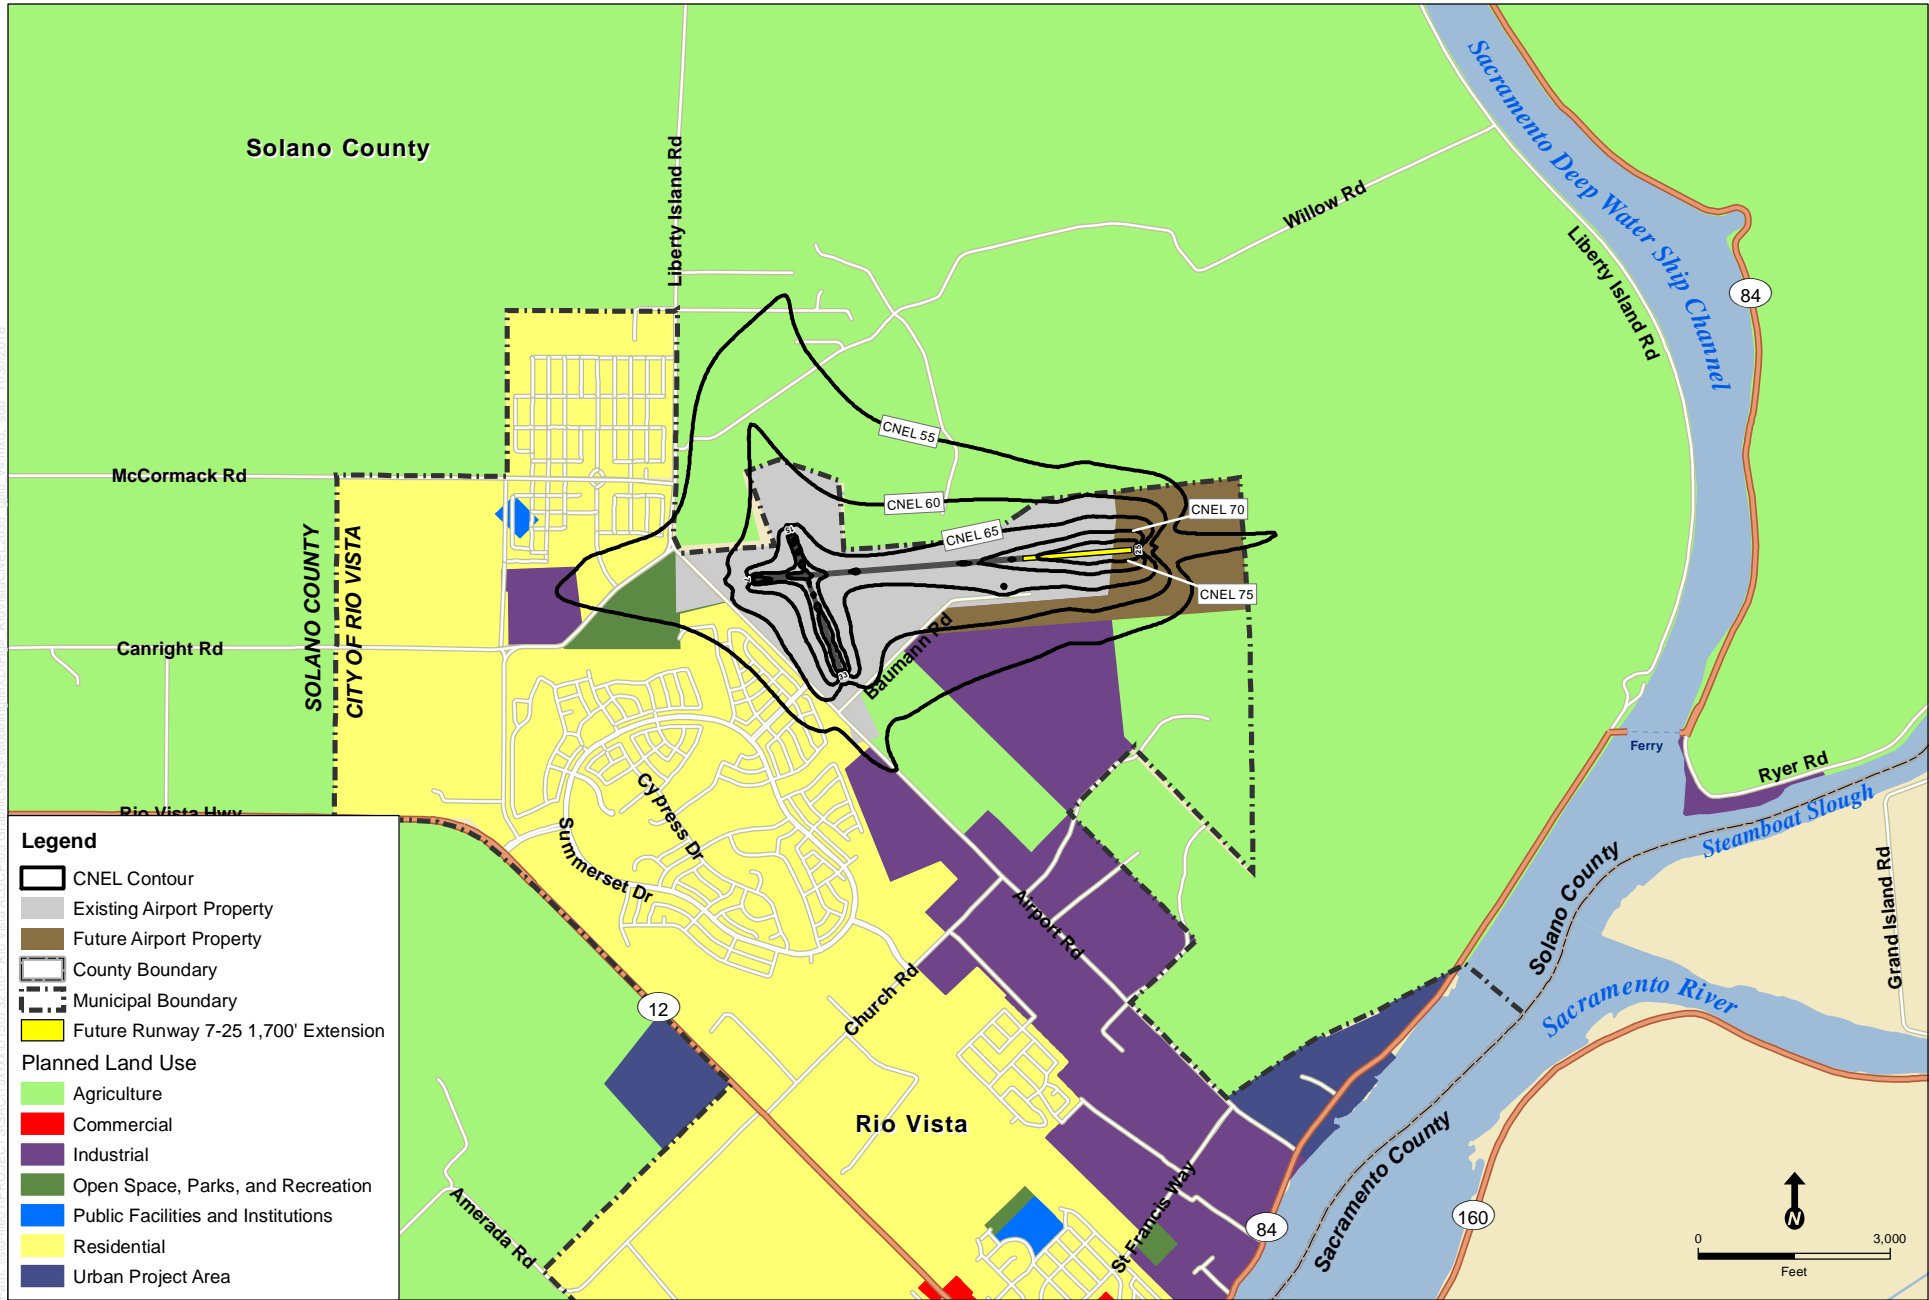 Solano County
Liberty Island Rd
Willow Rd
Sacramento Deep Water Ship Channel
Liberty Island Rd
84
McCormack Rd
SOLANO COUNTY
CITY OF RIO VISTA
Canright Rd
Rio Vista Hwy
CNEL 55
CNEL 60
CNEL 65
CNEL 70
CNEL 75
15
7
25
33
Baumann Rd
Cypress Dr
Summerset Dr
Airport Rd
Church Rd
12
Rio Vista
Amerada Rd
St Francis Way
84
160
Ferry
Ryer Rd
Steamboat Slough
Grand Island Rd
Solano County
Sacramento County
Sacramento River
Legend
CNEL Contour
Existing Airport Property
Future Airport Property
County Boundary
Municipal Boundary
Future Runway 7-25 1,700' Extension
Planned Land Use
Agriculture
Commercial
Industrial
Open Space, Parks, and Recreation
Public Facilities and Institutions
Residential
Urban Project Area
N
0 3,000
Feet